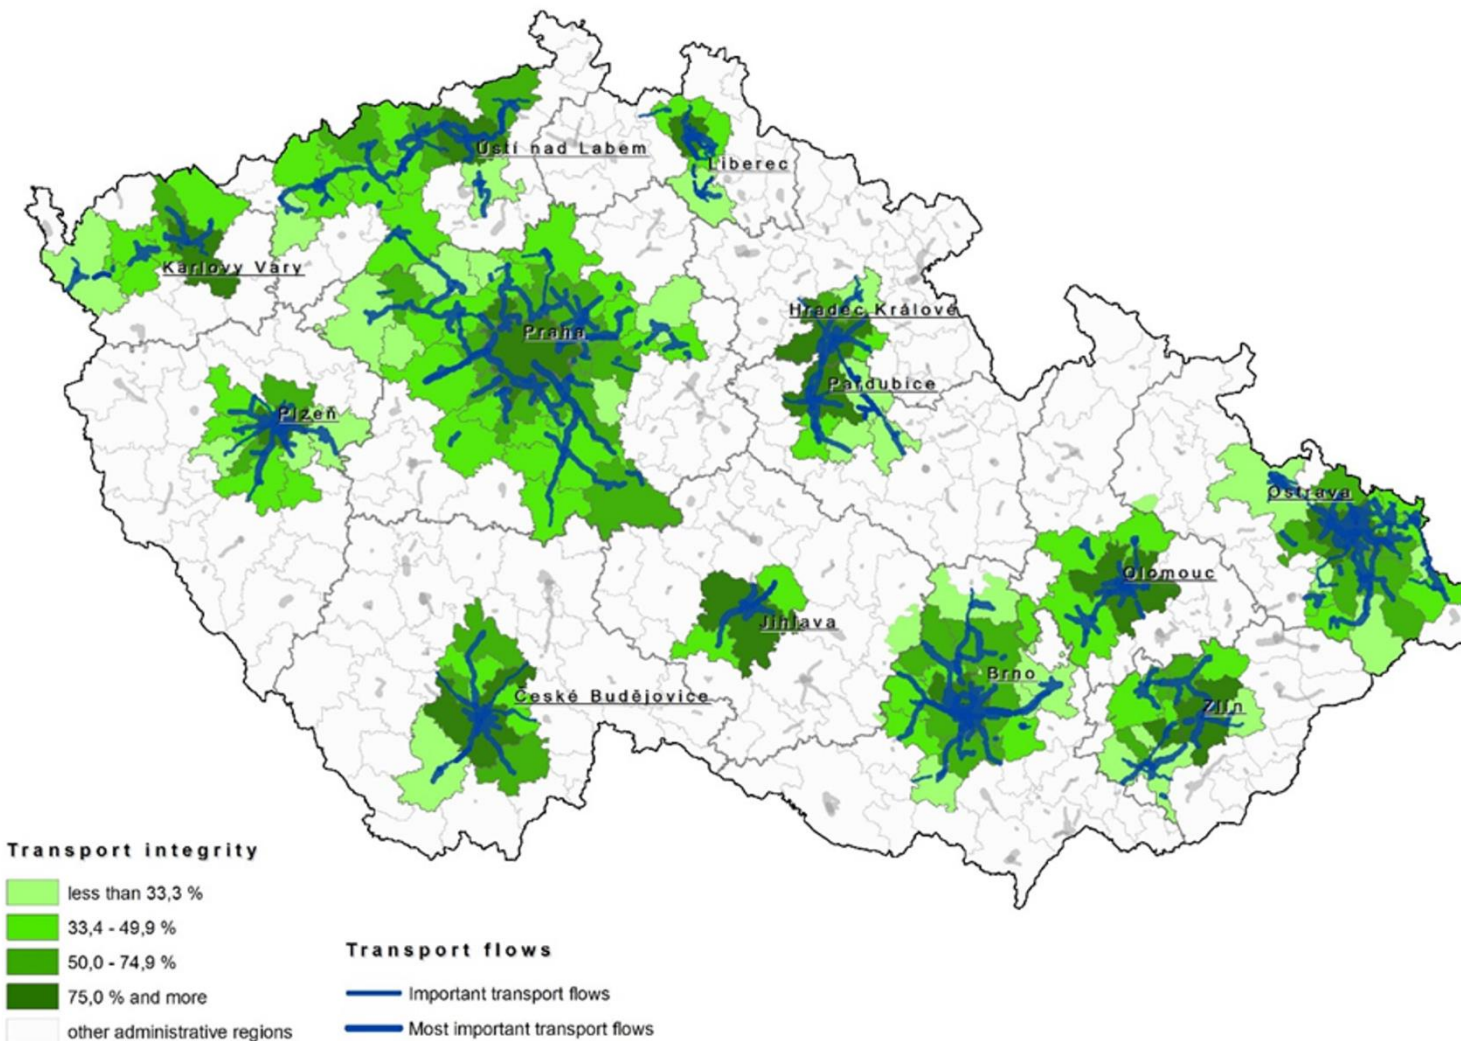 Ústí nad Labem
Liberec
Karlovy Vary
Hradec Králové
Praha
Pardubice
Plzeň
Ostrava
Olomouc
Jihlava
Brno
České Budějovice
Zlín
Transport integrity
less than 33,3 %
33,4 - 49,9 %
50,0 - 74,9 %
75,0 % and more
other administrative regions
Transport flows
Important transport flows
Most important transport flows